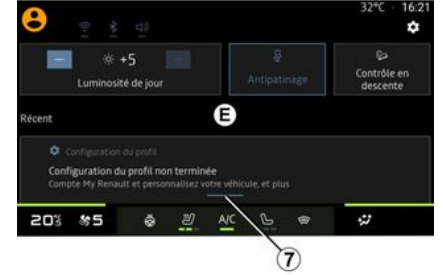 32°C 16:21
+5
Luminosité de jour
Antipatinage
Contrôle en
descente
E
Récent
Configuration du profil
Configuration du profil non terminée
Compte My Renault et personnalisez votre véhicule, et plus
20 5 A/C
7